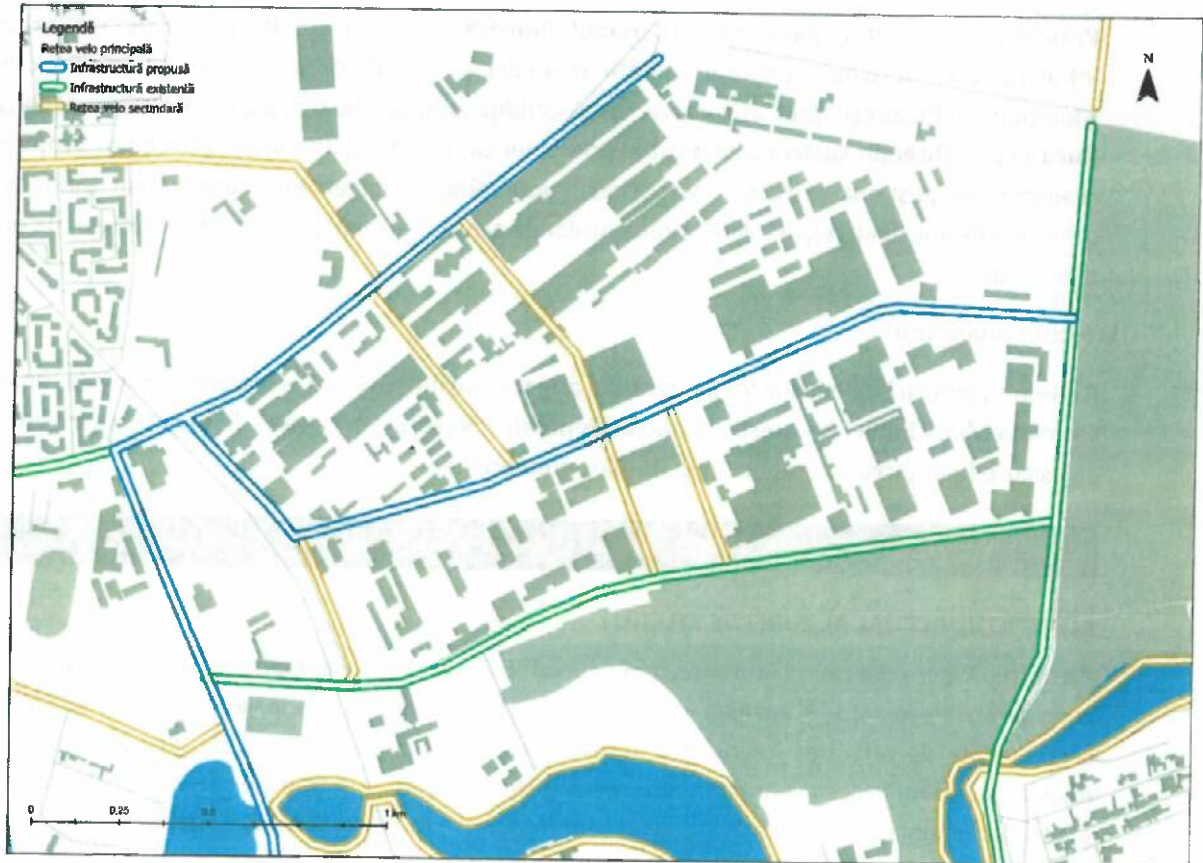 Legendă
Rețea velo principală
Infrastructură propusă
Infrastructură existentă
Rețea velo secundară
N
0 0.25 0.5 1 km